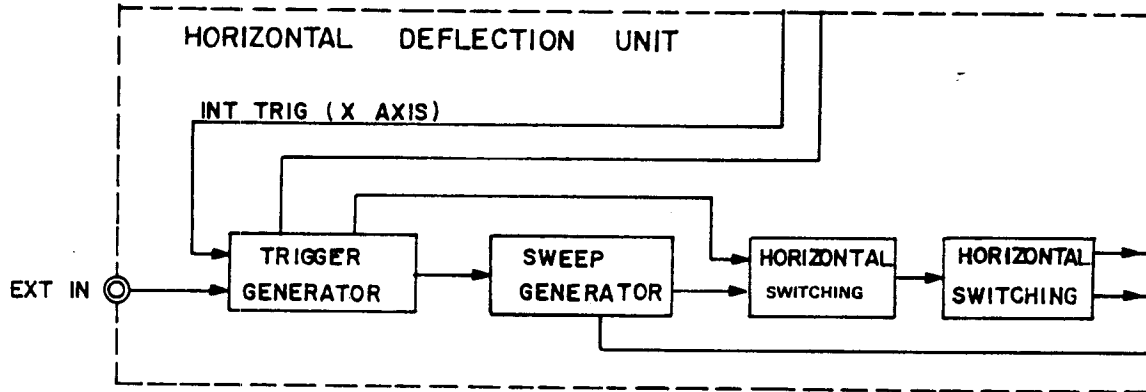 HORIZONTAL DEFLECTION UNIT
INT TRIG (X AXIS)
EXT IN
TRIGGER
GENERATOR
SWEEP
GENERATOR
HORIZONTAL
SWITCHING
HORIZONTAL
SWITCHING